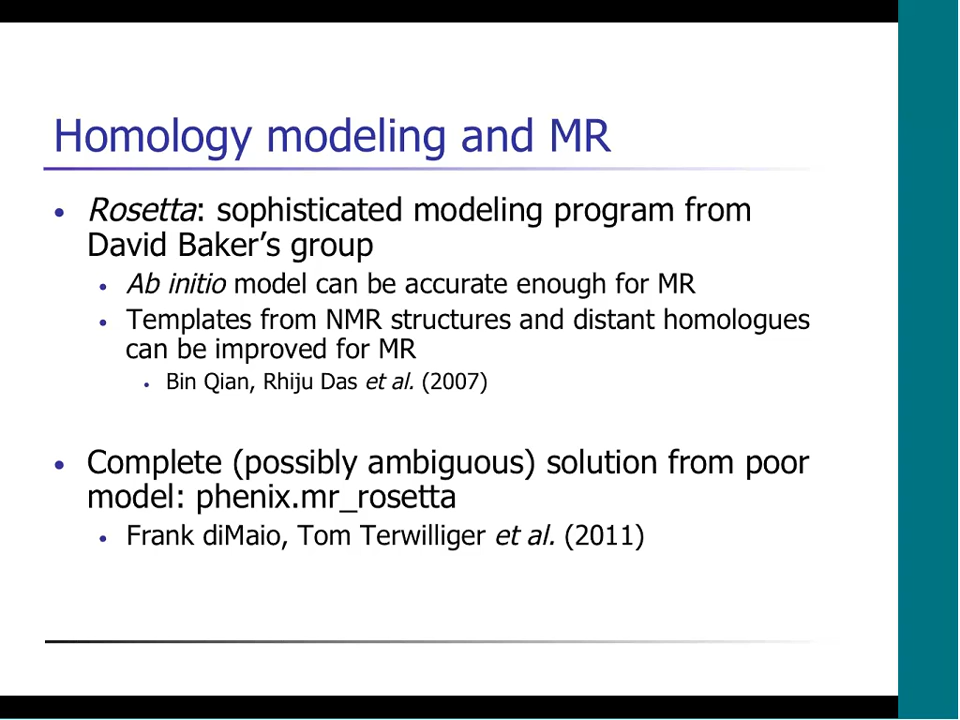 Homology modeling and MR
• Rosetta: sophisticated modeling program from
David Baker’s group
• Ab initio model can be accurate enough for MR
• Templates from NMR structures and distant homologues
can be improved for MR
• Bin Qian, Rhiju Das et al. (2007)
• Complete (possibly ambiguous) solution from poor
model: phenix.mr_rosetta
• Frank diMaio, Tom Terwilliger et al. (2011)